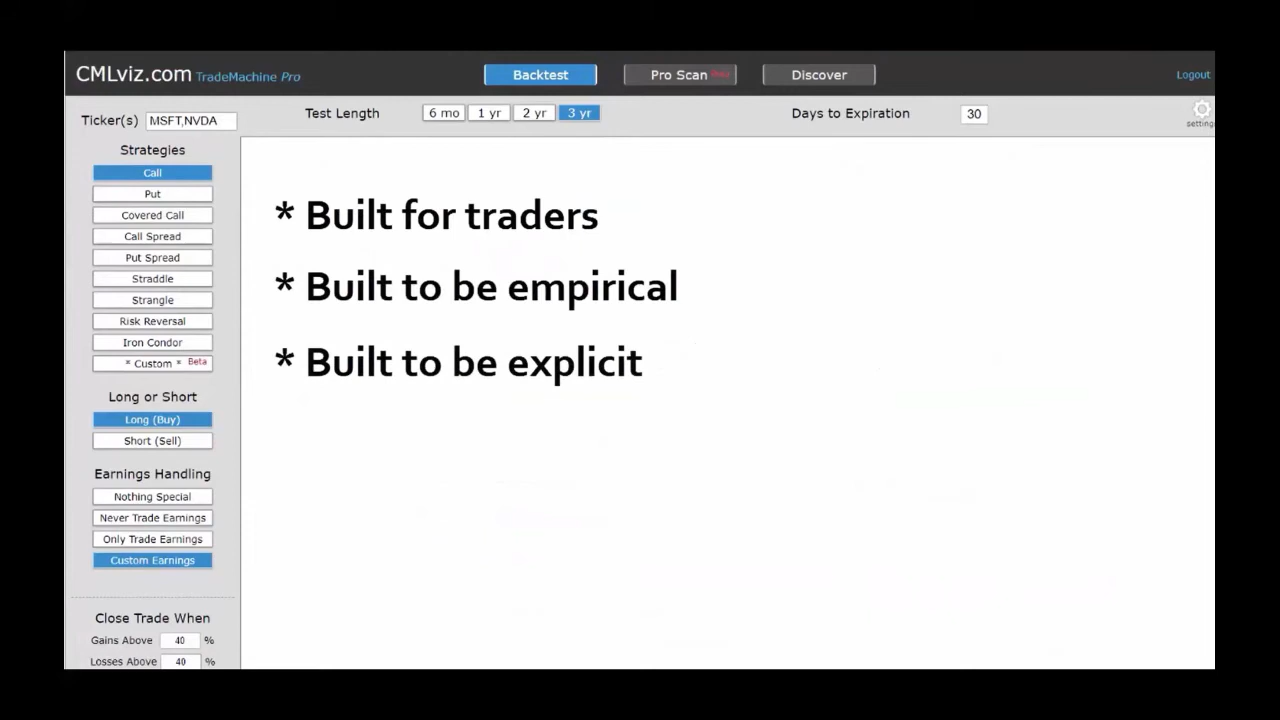 CMLviz.com TradeMachine Pro
Backtest
Pro Scan Beta
Discover
Logout
Ticker(s) MSFT,NVDA
Test Length 6 mo 1 yr 2 yr 3 yr
Days to Expiration 30
settings
Strategies
Call
Put
Covered Call
Call Spread
Put Spread
Straddle
Strangle
Risk Reversal
Iron Condor
* Custom * Beta
Long or Short
Long (Buy)
Short (Sell)
Earnings Handling
Nothing Special
Never Trade Earnings
Only Trade Earnings
Custom Earnings
Close Trade When
Gains Above 40 %
Losses Above 40 %
* Built for traders
* Built to be empirical
* Built to be explicit